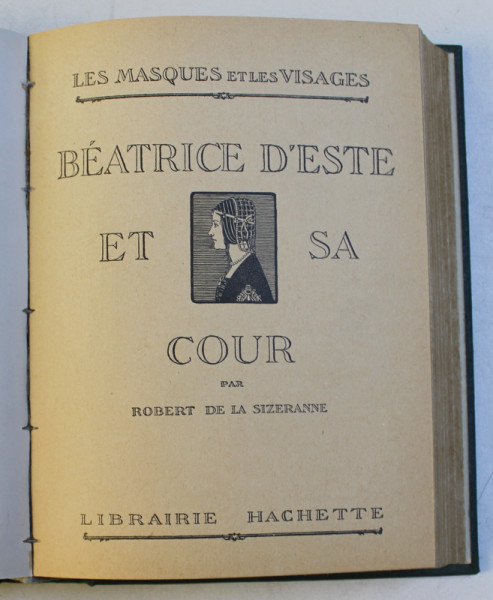 LES MASQUES ET LES VISAGES
BÉATRICE D'ESTE
ET SA
COUR
PAR
ROBERT DE LA SIZERANNE
LIBRAIRIE HACHETTE